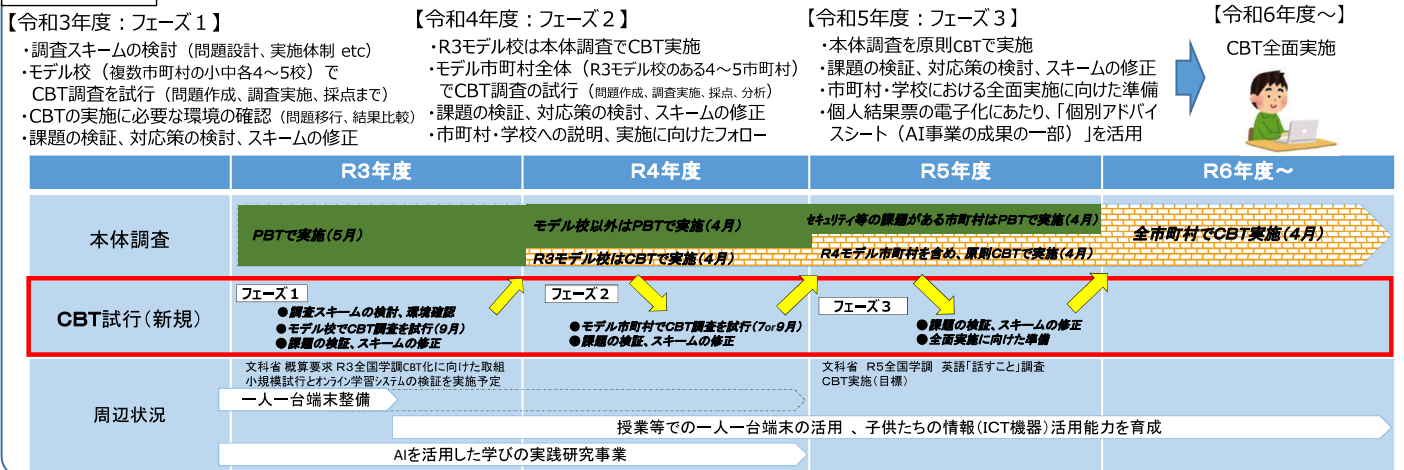 【令和3年度:フェーズ1】
・調査スキームの検討（問題設計、実施体制 etc）
・モデル校（複数市町村の小中各4～5校）で
CBT調査を試行（問題作成、調査実施、採点まで）
・CBTの実施に必要な環境の確認（問題移行、結果比較）
・課題の検証、対応策の検討、スキームの修正
【令和4年度:フェーズ2】
・R3モデル校は本体調査でCBT実施
・モデル市町村全体（R3モデル校のある4～5市町村）
でCBT調査の試行（問題作成、調査実施、採点、分析）
・課題の検証、対応策の検討、スキームの修正
・市町村・学校への説明、実施に向けたフォロー
【令和5年度:フェーズ3】
・本体調査を原則CBTで実施
・課題の検証、対応策の検討、スキームの修正
・市町村・学校における全面実施に向けた準備
・個人結果票の電子化にあたり、「個別アドバイ
スシート（AI事業の成果の一部）」を活用
【令和6年度～】
CBT全面実施
R3年度
R4年度
R5年度
R6年度～
本体調査
PBTで実施（5月）
モデル校以外はPBTで実施（4月）
R3モデル校はCBTで実施（4月）
セキュリティ等の課題がある市町村はPBTで実施（4月）
R4モデル市町村を含め、原則CBTで実施（4月）
全市町村でCBT実施（4月）
CBT試行（新規）
フェーズ1
●調査スキームの検討、環境確認
●モデル校でCBT調査を試行（9月）
●課題の検証、スキームの修正
フェーズ2
●モデル市町村でCBT調査を試行（7or9月）
●課題の検証、スキームの修正
フェーズ3
●課題の検証、スキームの修正
●全面実施に向けた準備
周辺状況
文科省 概算要求 R3全国学調CBT化に向けた取組
小規模試行とオンライン学習システムの検証を実施予定
文科省 R5全国学調 英語「話すこと」調査
CBT実施（目標）
一人一台端末整備
授業等での一人一台端末の活用 、子供たちの情報（ICT機器）活用能力を育成
AIを活用した学びの実践研究事業